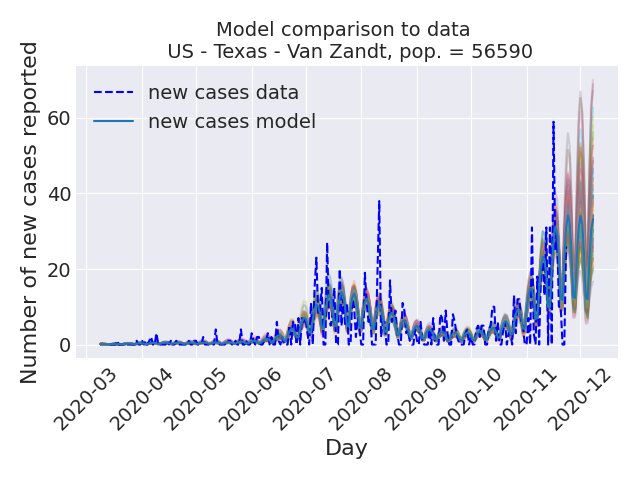 Model comparison to data
US - Texas - Van Zandt, pop. = 56590
Number of new cases reported
60
40
20
0
new cases data
new cases model
2020-03
2020-04
2020-05
2020-06
2020-07
2020-08
2020-09
2020-10
2020-11
2020-12
Day